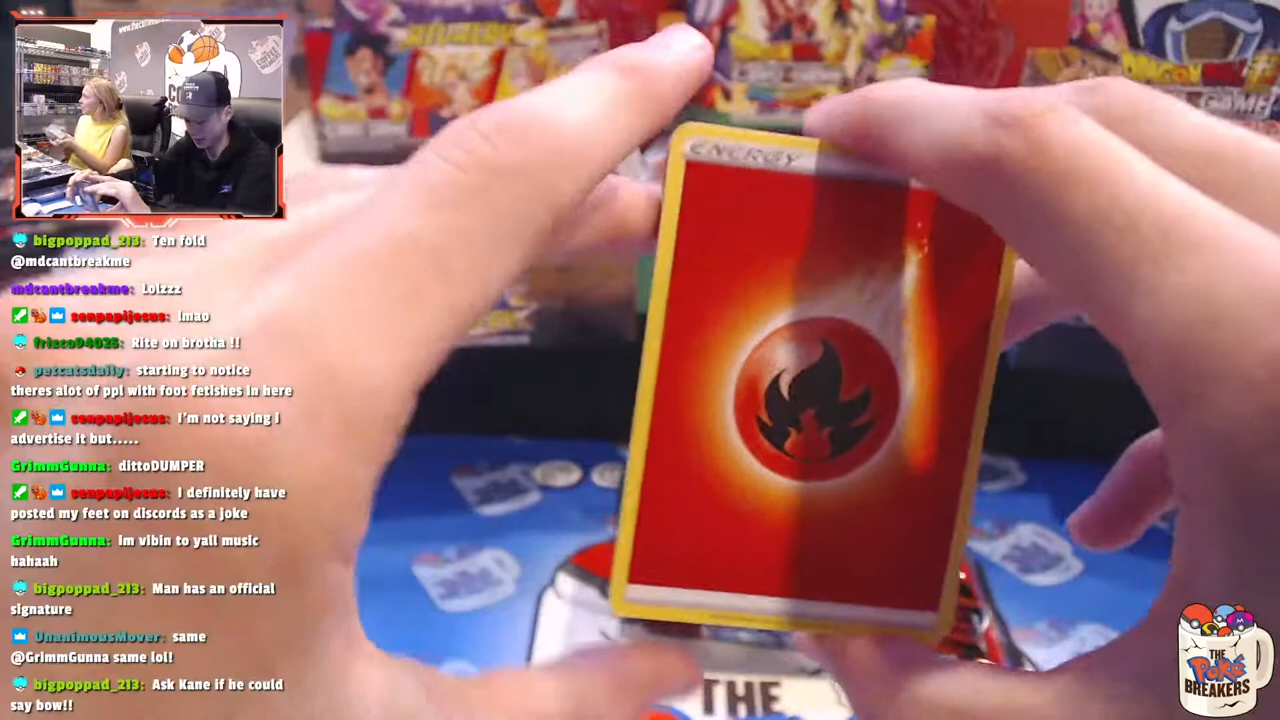 bigpoppad_213: Ten fold
@mdcantbreakme
mdcantbreakme: Lolzzz
senpapijesus: lmao
frizco94025: Rite on brotha !!
petcatsdaily: starting to notice
theres alot of ppl with foot fetishes in here
senpapijesus: I'm not saying i
advertise it but.....
GrimmGunna: dittoDUMPER
senpapijesus: I definitely have
posted my feet on discords as a joke
GrimmGunna: im vibin to yall music
hahaah
bigpoppad_213: Man has an official
signature
UnanimousMover: same
@GrimmGunna same lol!
bigpoppad_213: Ask Kane if he could
say bow!!
ENERGY
GAME
THE
THE
Poké
BREAKERS